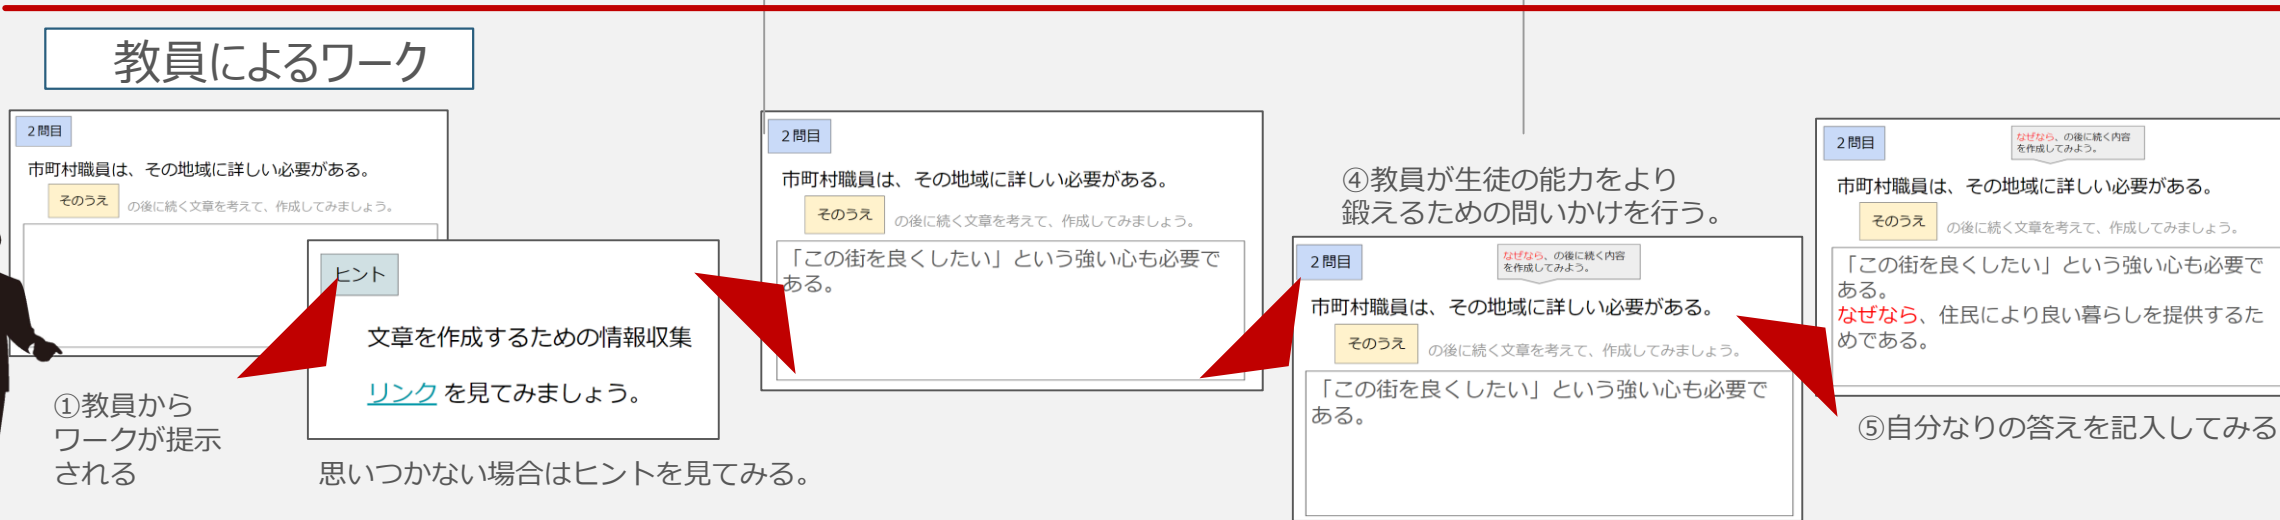 教員によるワーク
2問目
市町村職員は、その地域に詳しい必要がある。
そのうえ の後に続く文章を考えて、作成してみましょう。
①教員から
ワークが提示
される
ヒント
文章を作成するための情報収集
リンク を見てみましょう。
思いつかない場合はヒントを見てみる。
2問目
市町村職員は、その地域に詳しい必要がある。
そのうえ の後に続く文章を考えて、作成してみましょう。
「この街を良くしたい」という強い心も必要で
ある。
④教員が生徒の能力をより
鍛えるための問いかけを行う。
2問目
なぜなら、の後に続く内容
を作成してみよう。
市町村職員は、その地域に詳しい必要がある。
そのうえ の後に続く文章を考えて、作成してみましょう。
「この街を良くしたい」という強い心も必要で
ある。
2問目
なぜなら、の後に続く内容
を作成してみよう。
市町村職員は、その地域に詳しい必要がある。
そのうえ の後に続く文章を考えて、作成してみましょう。
「この街を良くしたい」という強い心も必要で
ある。
なぜなら、住民により良い暮らしを提供するた
めである。
⑤自分なりの答えを記入してみる